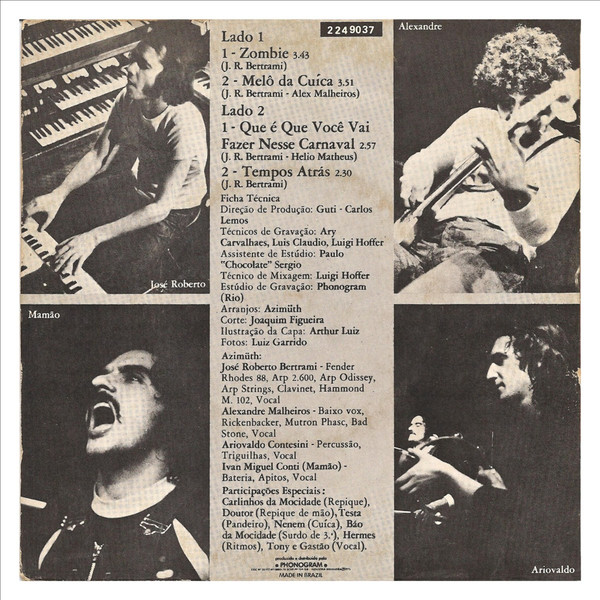 2249037
Alexandre
Lado 1
1 - Zombie 3.43
(J. R. Bertrami)
2 - Melô da Cuíca 3.51
(J. R. Bertrami - Alex Malheiros)
Lado 2
1 - Que é Que Você Vai
Fazer Nesse Carnaval 2.57
(J. R. Bertrami - Helio Matheus)
2 - Tempos Atrás 2.30
(J. R. Bertrami)
Ficha Técnica
Direção de Produção: Guti - Carlos
Lemos
Técnicos de Gravação: Ary
Carvalhaes, Luis Claudio, Luigi Hoffer
Assistente de Estúdio: Paulo
"Chocolate" Sergio
Técnico de Mixagem: Luigi Hoffer
Estúdio de Gravação: Phonogram
(Rio)
Arranjos: Azimüth
Corte: Joaquim Figueira
Ilustração da Capa: Arthur Luiz
Fotos: Luiz Garrido
Azimüth:
José Roberto Bertrami - Fender
Rhodes 88, Arp 2.600, Arp Odissey,
Arp Strings, Clavinet, Hammond
M. 102, Vocal
Alexandre Malheiros - Baixo vox,
Rickenbacker, Mutron Phasc, Bad
Stone, Vocal
Ariovaldo Contesini - Percussão,
Triguilhas, Vocal
Ivan Miguel Conti (Mamão) -
Bateria, Apitos, Vocal
Participações Especiais:
Carlinhos da Mocidade (Repique),
Doutor (Repique de mão), Testa
(Pandeiro), Nenem (Cuíca), Báo
da Mocidade (Surdo de 3.ª), Hermes
(Ritmos), Tony e Gastão (Vocal).
produzido e distribuído pela
PHONOGRAM
MADE IN BRAZIL
José Roberto
Mamão
Ariovaldo